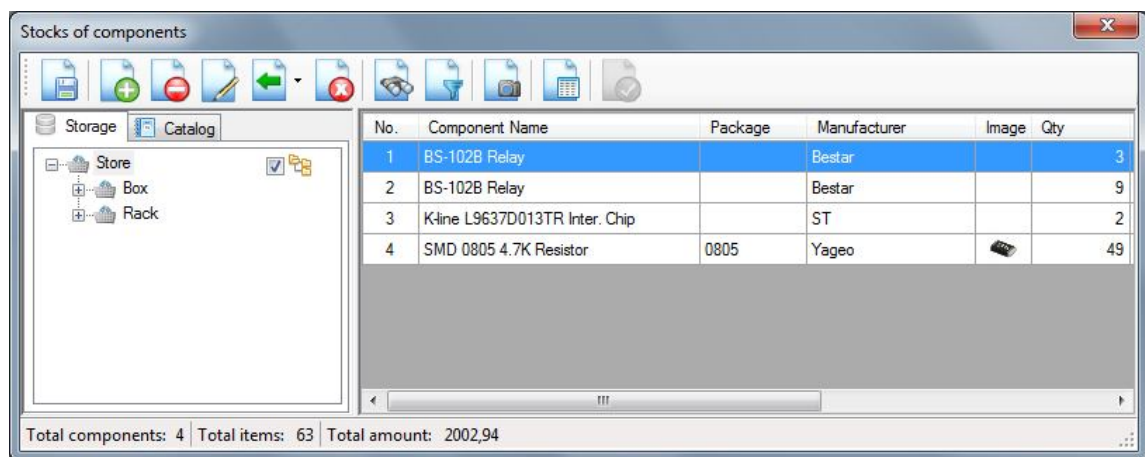 Stocks of components
Storage Catalog
Store
Box
Rack
No. Component Name Package Manufacturer Image Qty
1 BS-102B Relay Bestar 3
2 BS-102B Relay Bestar 9
3 K-line L9637D013TR Inter. Chip ST 2
4 SMD 0805 4.7K Resistor 0805 Yageo 49
Total components: 4 Total items: 63 Total amount: 2002,94